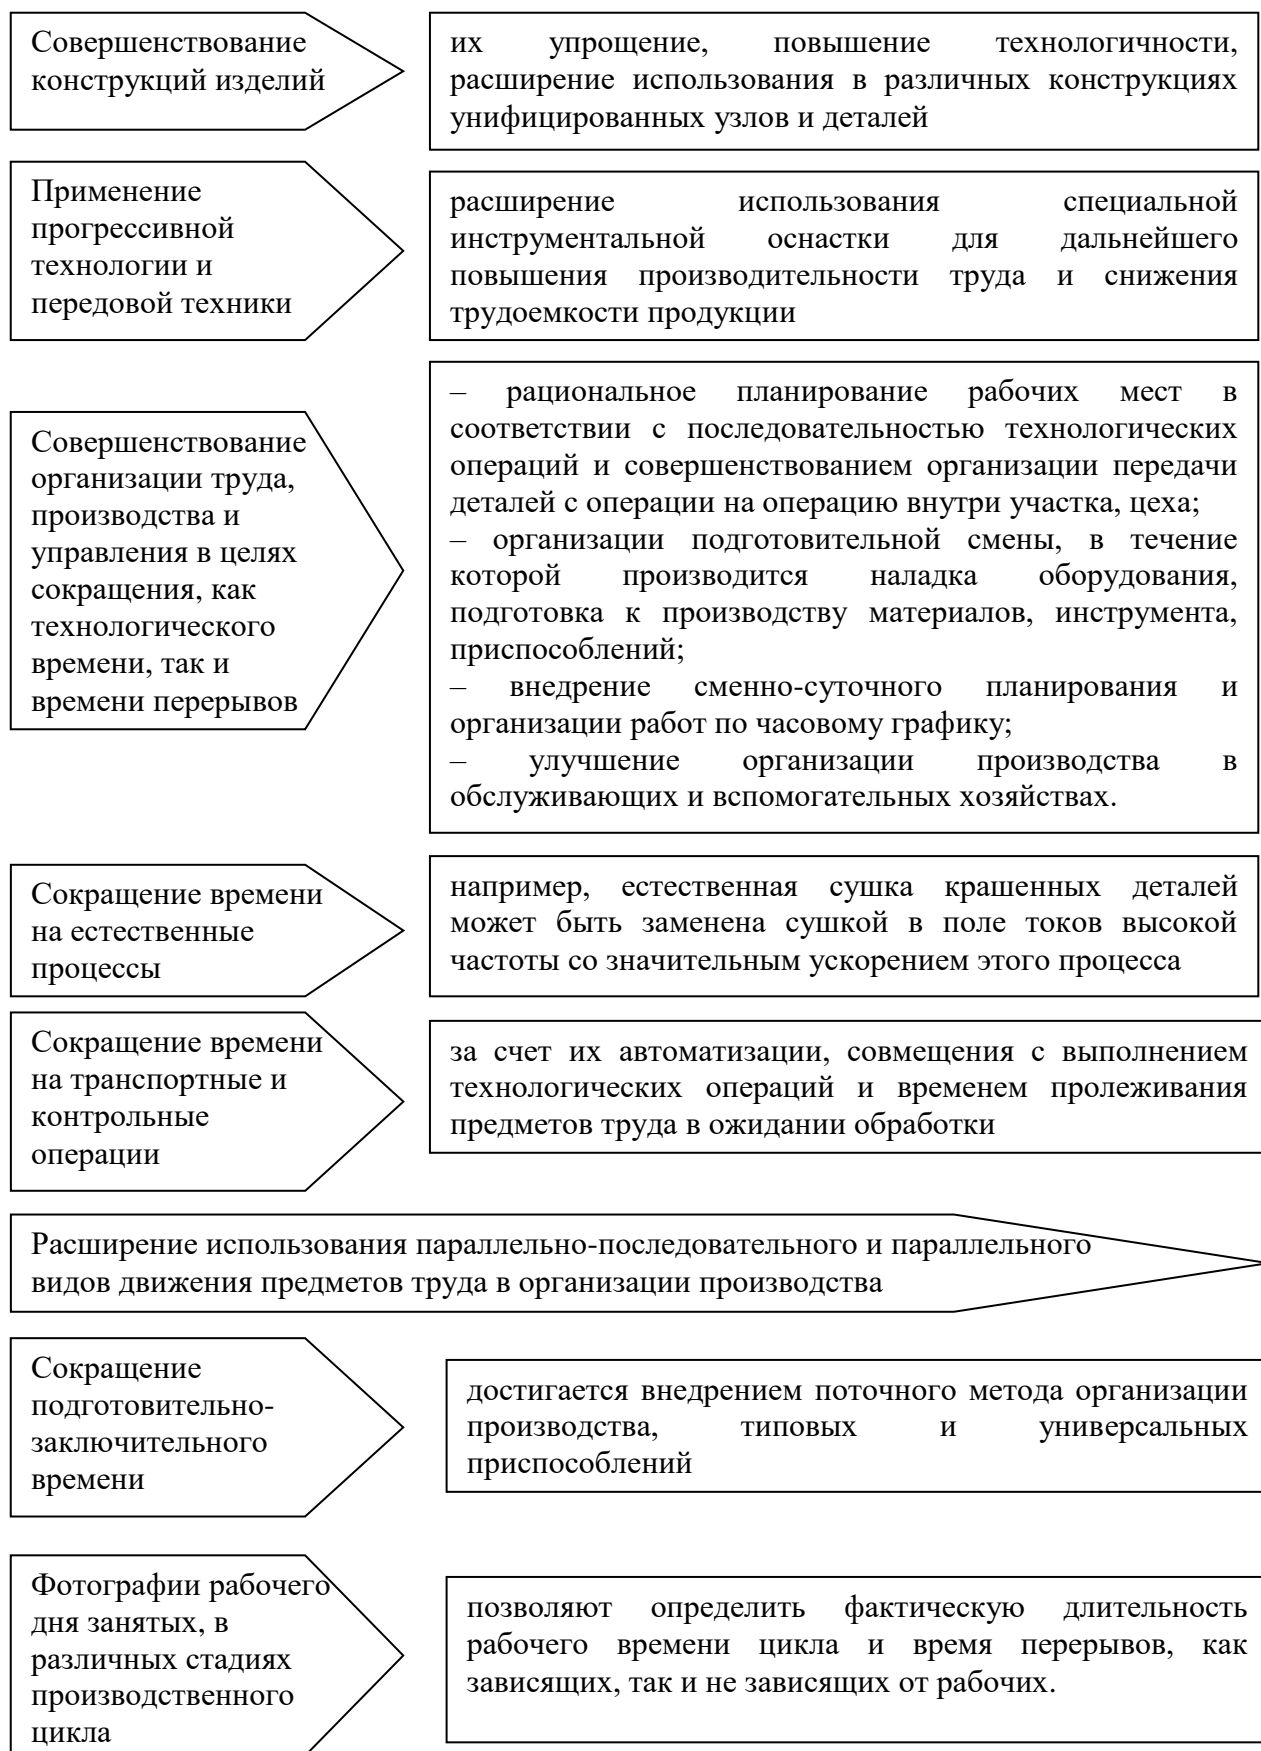 Совершенствование
конструкций изделий
их упрощение, повышение технологичности,
расширение использования в различных конструкциях
унифицированных узлов и деталей
Применение
прогрессивной
технологии и
передовой техники
расширение использования специальной
инструментальной оснастки для дальнейшего
повышения производительности труда и снижения
трудоемкости продукции
Совершенствование
организации труда,
производства и
управления в целях
сокращения, как
технологического
времени, так и
времени перерывов
– рациональное планирование рабочих мест в
соответствии с последовательностью технологических
операций и совершенствованием организации передачи
деталей с операции на операцию внутри участка, цеха;
– организации подготовительной смены, в течение
которой производится наладка оборудования,
подготовка к производству материалов, инструмента,
приспособлений;
– внедрение сменно-суточного планирования и
организации работ по часовому графику;
– улучшение организации производства в
обслуживающих и вспомогательных хозяйствах.
Сокращение времени
на естественные
процессы
например, естественная сушка крашенных деталей
может быть заменена сушкой в поле токов высокой
частоты со значительным ускорением этого процесса
Сокращение времени
на транспортные и
контрольные
операции
за счет их автоматизации, совмещения с выполнением
технологических операций и временем пролеживания
предметов труда в ожидании обработки
Расширение использования параллельно-последовательного и параллельного
видов движения предметов труда в организации производства
Сокращение
подготовительно-
заключительного
времени
достигается внедрением поточного метода организации
производства, типовых и универсальных
приспособлений
Фотографии рабочего
дня занятых, в
различных стадиях
производственного
цикла
позволяют определить фактическую длительность
рабочего времени цикла и время перерывов, как
зависящих, так и не зависящих от рабочих.